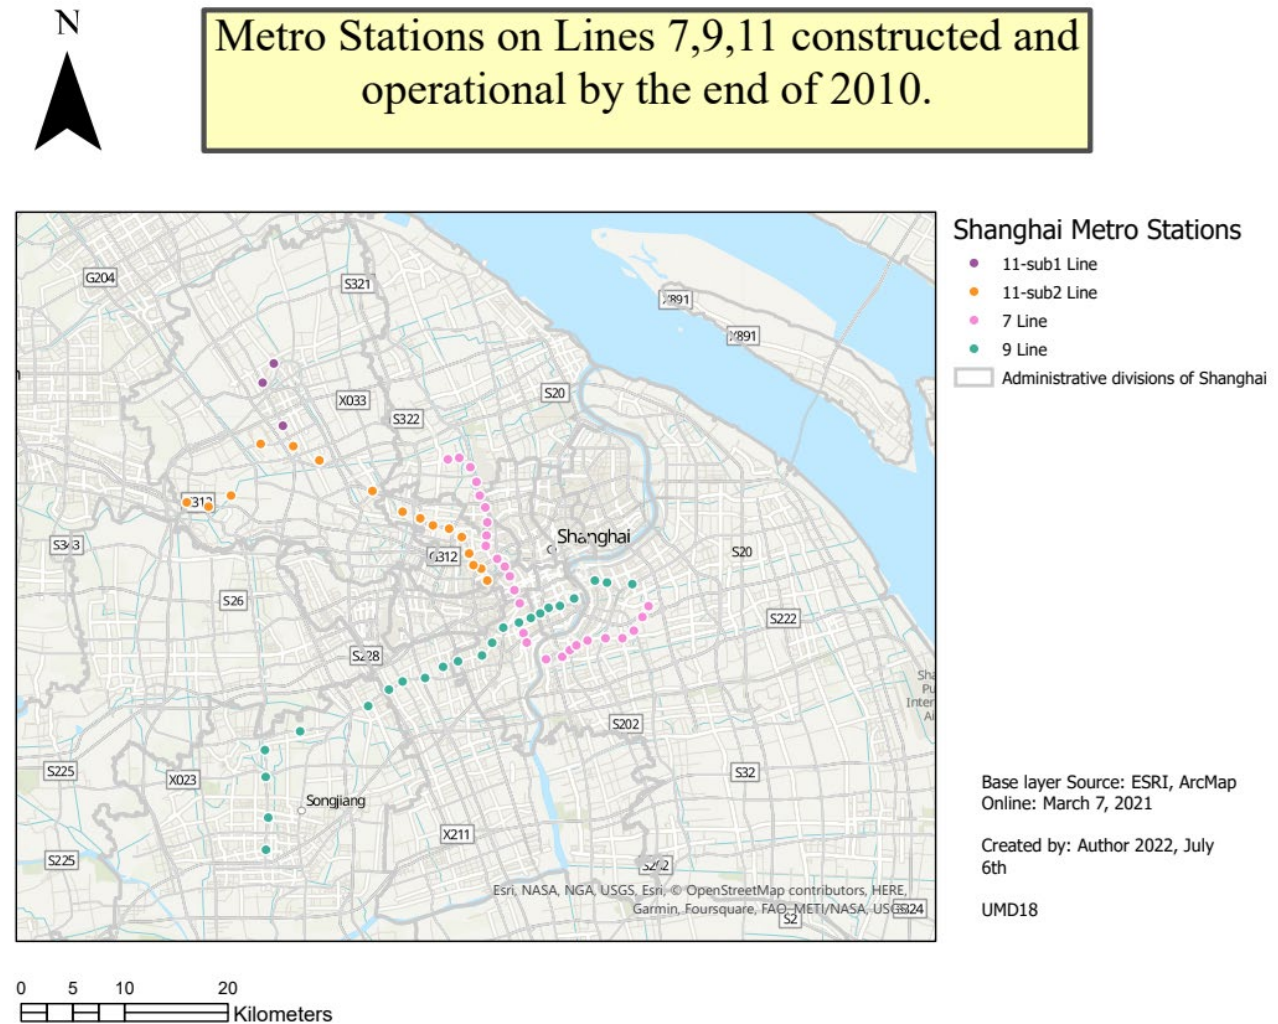 N
Metro Stations on Lines 7,9,11 constructed and
operational by the end of 2010.
Shanghai Metro Stations
11-sub1 Line
11-sub2 Line
7 Line
9 Line
Administrative divisions of Shanghai
G204
S321
X891
X891
S20
X033
S322
S343
G312
Shanghai
S20
S26
S222
S228
S202
S225
X023
S32
Songjiang
X211
S225
S2
Esri, NASA, NGA, USGS, Esri, © OpenStreetMap contributors, HERE,
Garmin, Foursquare, FAO, METI/NASA, USGS
Base layer Source: ESRI, ArcMap
Online: March 7, 2021
Created by: Author 2022, July
6th
UMD18
0 5 10 20
Kilometers